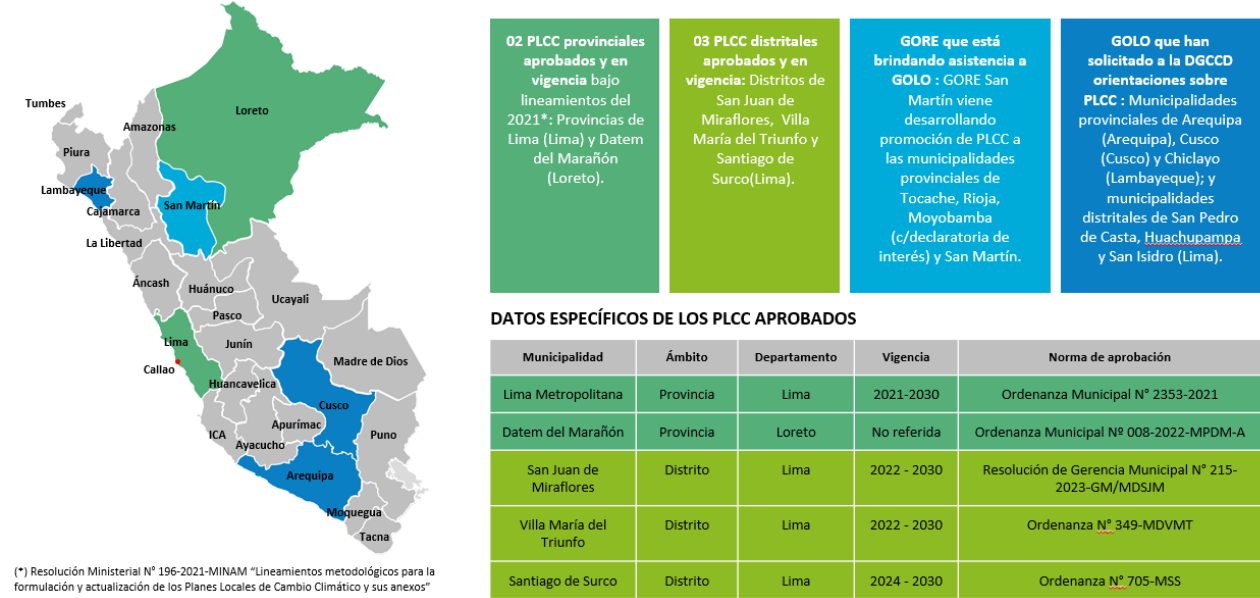 Tumbes
Loreto
Amazonas
Piura
Lambayeque
San Martín
Cajamarca
La Libertad
Áncash
Huánuco
Ucayali
Pasco
Lima
Junín
Madre de Dios
Callao
Huancavelica
Cusco
Apurímac
ICA
Ayacucho
Puno
Arequipa
Moquegua
Tacna
(*) Resolución Ministerial N° 196-2021-MINAM “Lineamientos metodológicos para la
formulación y actualización de los Planes Locales de Cambio Climático y sus anexos”
02 PLCC provinciales
aprobados y en
vigencia bajo
lineamientos del
2021*: Provincias de
Lima (Lima) y Datem
del Marañón
(Loreto).
03 PLCC distritales
aprobados y en
vigencia: Distritos de
San Juan de
Miraflores, Villa
María del Triunfo y
Santiago de
Surco(Lima).
GORE que está
brindando asistencia a
GOLO : GORE San
Martín viene
desarrollando
promoción de PLCC a
las municipalidades
provinciales de
Tocache, Rioja,
Moyobamba
(c/declaratoria de
interés) y San Martín.
GOLO que han
solicitado a la DGCCD
orientaciones sobre
PLCC : Municipalidades
provinciales de Arequipa
(Arequipa), Cusco
(Cusco) y Chiclayo
(Lambayeque); y
municipalidades
distritales de San Pedro
de Casta, Huachupampa
y San Isidro (Lima).
DATOS ESPECÍFICOS DE LOS PLCC APROBADOS
Municipalidad Ámbito Departamento Vigencia Norma de aprobación
Lima Metropolitana Provincia Lima 2021-2030 Ordenanza Municipal N° 2353-2021
Datem del Marañón Provincia Loreto No referida Ordenanza Municipal Nº 008-2022-MPDM-A
San Juan de Distrito Lima 2022 - 2030 Resolución de Gerencia Municipal N° 215-
Miraflores 2023-GM/MDSJM
Villa María del Distrito Lima 2022 - 2030 Ordenanza N° 349-MDVMT
Triunfo
Santiago de Surco Distrito Lima 2024 - 2030 Ordenanza N° 705-MSS